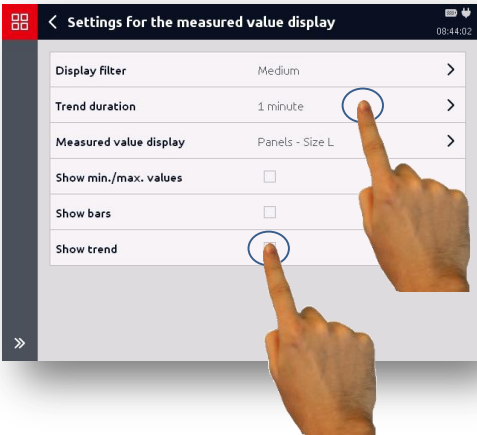 Settings for the measured value display
08:44:02
Display filter Medium
Trend duration 1 minute
Measured value display Panels - Size L
Show min./max. values
Show bars
Show trend